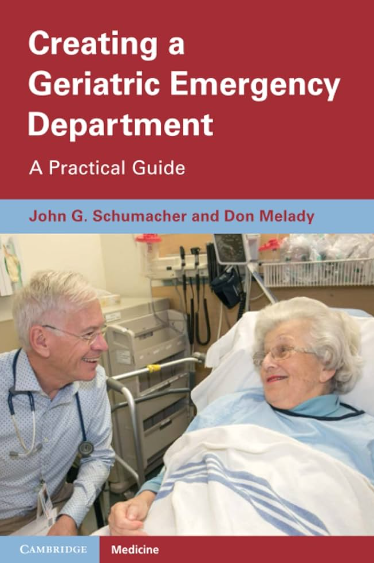 Creating a
Geriatric Emergency
Department
A Practical Guide
John G. Schumacher and Don Melady
CAMBRIDGE Medicine